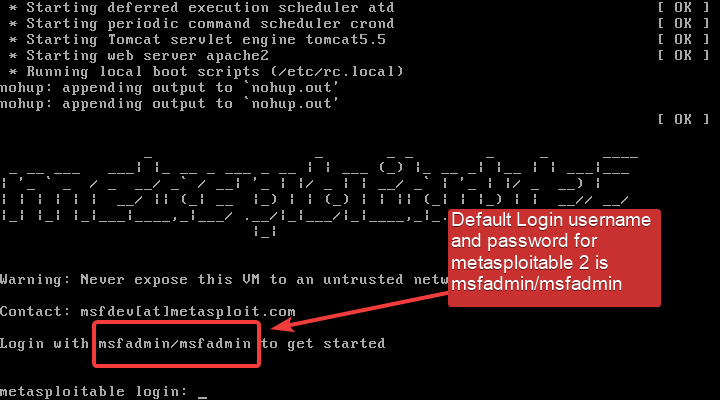 * Starting deferred execution scheduler atd [ OK ]
* Starting periodic command scheduler crond [ OK ]
* Starting Tomcat servlet engine tomcat5.5 [ OK ]
* Starting web server apache2 [ OK ]
* Running local boot scripts (/etc/rc.local)
nohup: appending output to `nohup.out'
nohup: appending output to `nohup.out'
[ OK ]
metasploitable2
Default Login username
and password for
metasploitable 2 is
msfadmin/msfadmin
Warning: Never expose this VM to an untrusted
Contact: msfdev[at]metasploit.com
Login with msfadmin/msfadmin to get started
metasploitable login: _